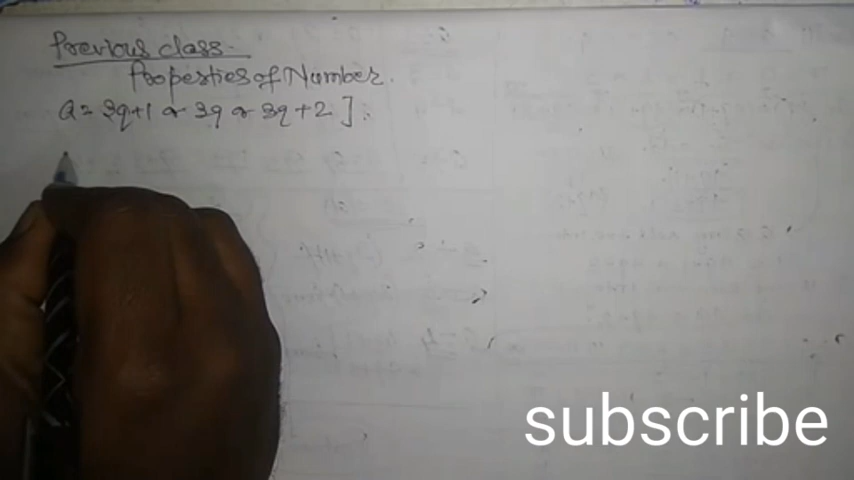 Previous class.
Properties of Number.
a = 3q+1 or 3q or 3q+2 ]
subscribe